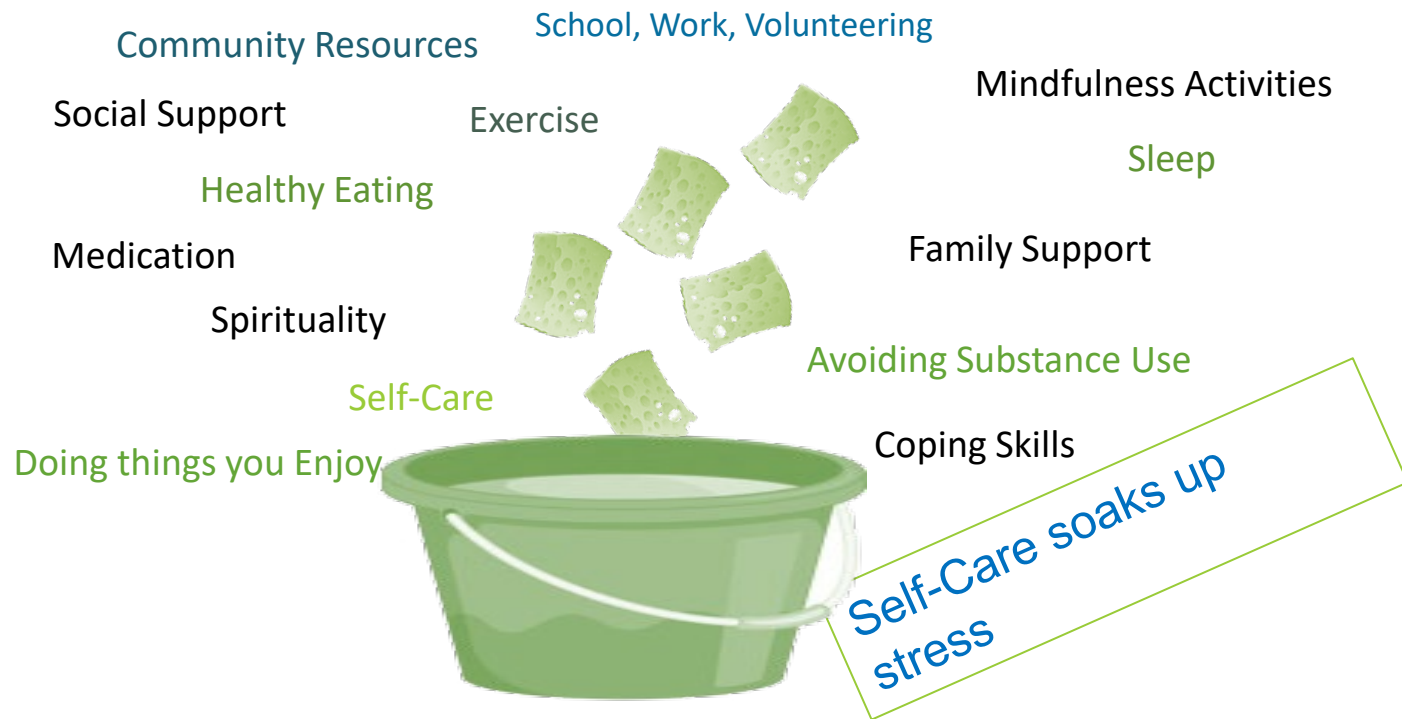 School, Work, Volunteering
Community Resources
Mindfulness Activities
Social Support
Exercise
Sleep
Healthy Eating
Family Support
Medication
Spirituality
Avoiding Substance Use
Self-Care
Coping Skills
Doing things you Enjoy
Self-Care soaks up
stress